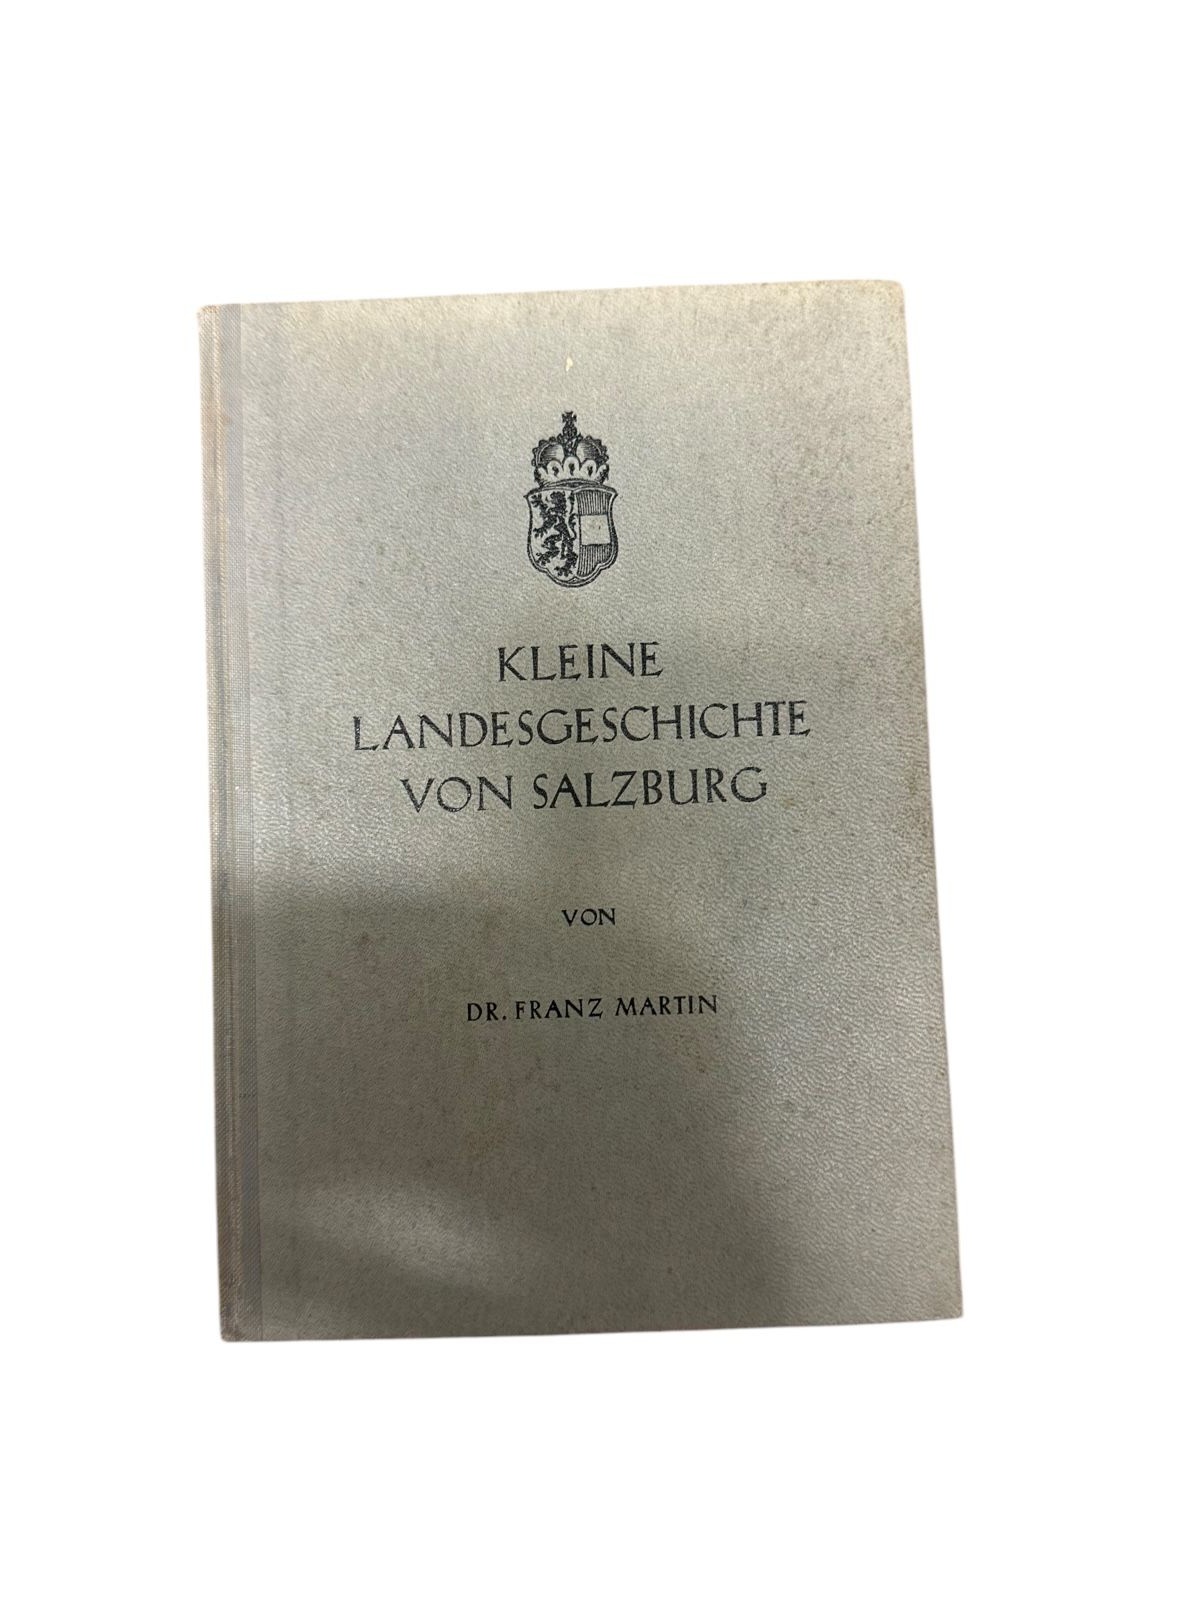 KLEINE
LANDESGESCHICHTE
VON SALZBURG
VON
DR. FRANZ MARTIN